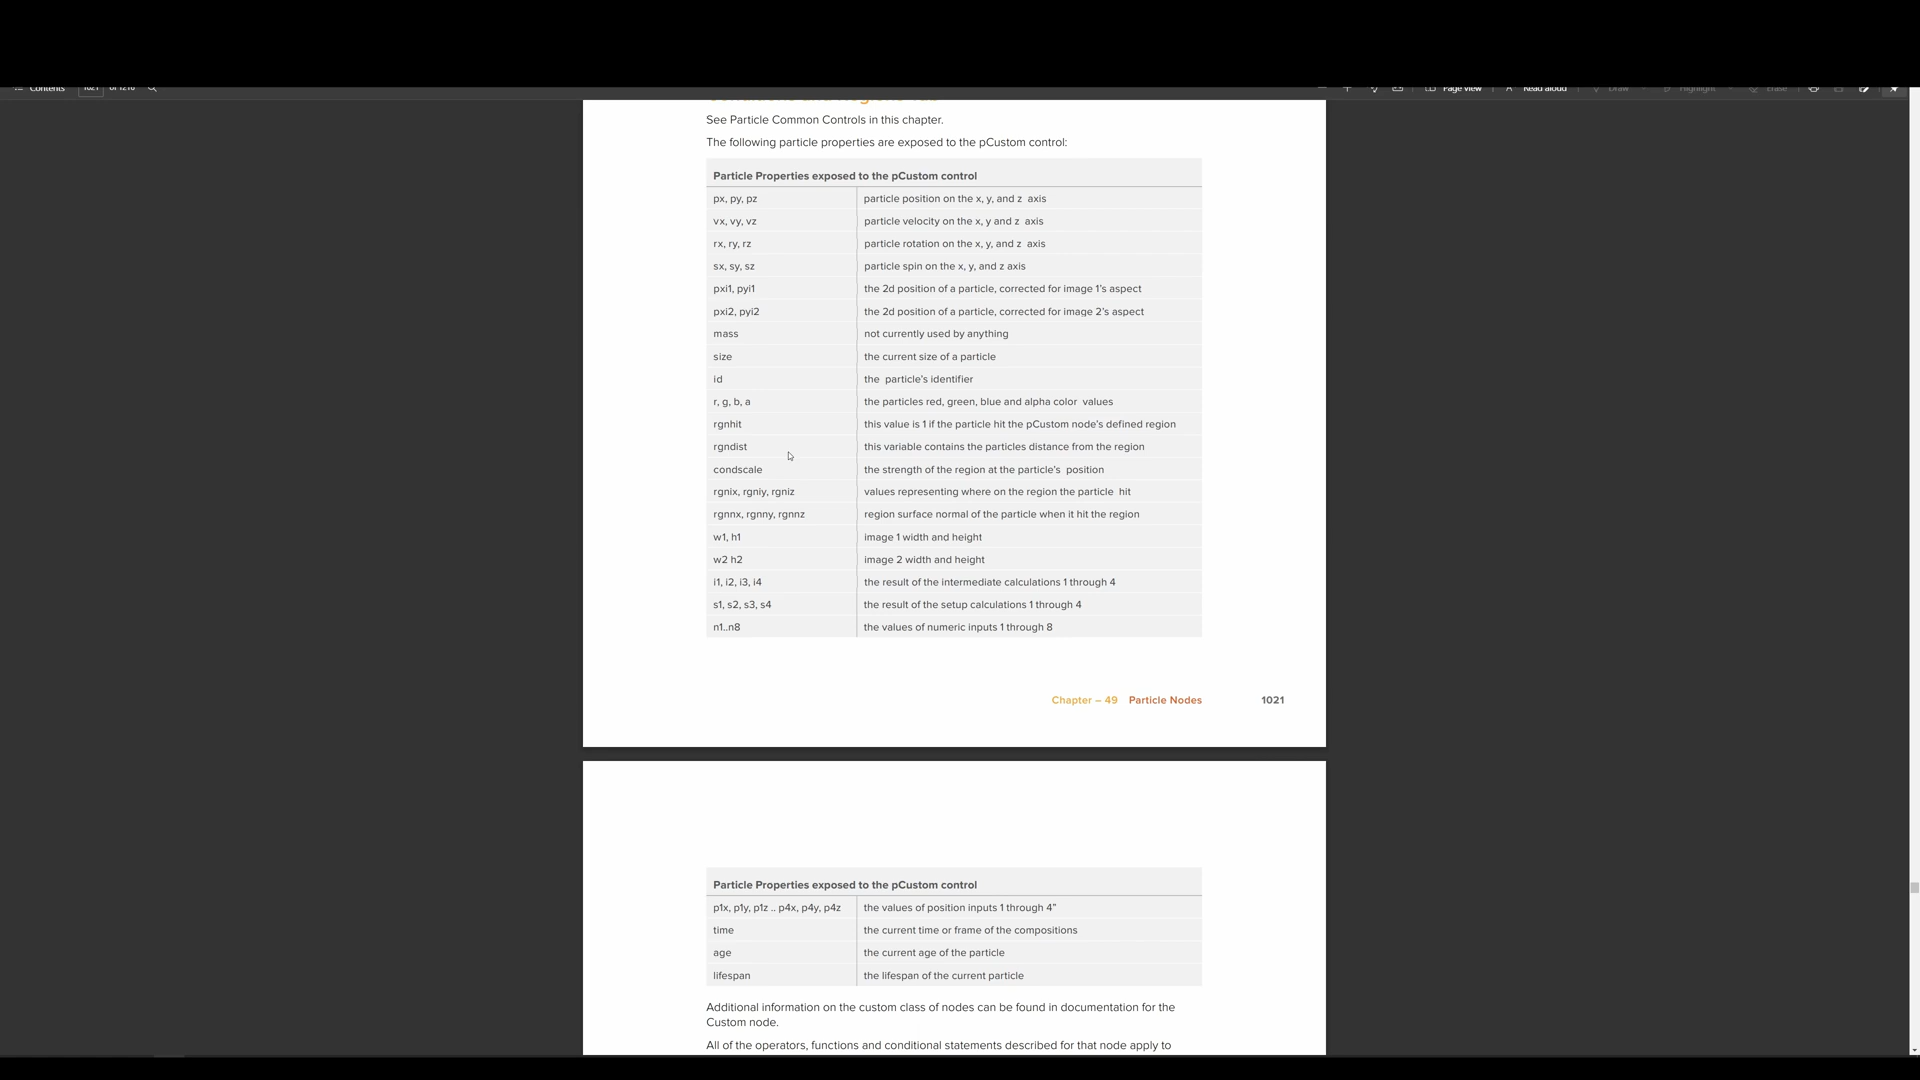 Contents 1021 of 1216 Page view Read aloud Draw Highlight Erase
See Particle Common Controls in this chapter.
The following particle properties are exposed to the pCustom control:
Particle Properties exposed to the pCustom control
px, py, pz particle position on the x, y, and z axis
vx, vy, vz particle velocity on the x, y and z axis
rx, ry, rz particle rotation on the x, y, and z axis
sx, sy, sz particle spin on the x, y, and z axis
pxi1, pyi1 the 2d position of a particle, corrected for image 1’s aspect
pxi2, pyi2 the 2d position of a particle, corrected for image 2’s aspect
mass not currently used by anything
size the current size of a particle
id the particle’s identifier
r, g, b, a the particles red, green, blue and alpha color values
rgnhit this value is 1 if the particle hit the pCustom node’s defined region
rgndist this variable contains the particles distance from the region
condscale the strength of the region at the particle’s position
rgnix, rgniy, rgniz values representing where on the region the particle hit
rgnnx, rgnny, rgnnz region surface normal of the particle when it hit the region
w1, h1 image 1 width and height
w2 h2 image 2 width and height
i1, i2, i3, i4 the result of the intermediate calculations 1 through 4
s1, s2, s3, s4 the result of the setup calculations 1 through 4
n1..n8 the values of numeric inputs 1 through 8
Chapter – 49 Particle Nodes 1021
Particle Properties exposed to the pCustom control
p1x, p1y, p1z .. p4x, p4y, p4z the values of position inputs 1 through 4”
time the current time or frame of the compositions
age the current age of the particle
lifespan the lifespan of the current particle
Additional information on the custom class of nodes can be found in documentation for the
Custom node.
All of the operators, functions and conditional statements described for that node apply to